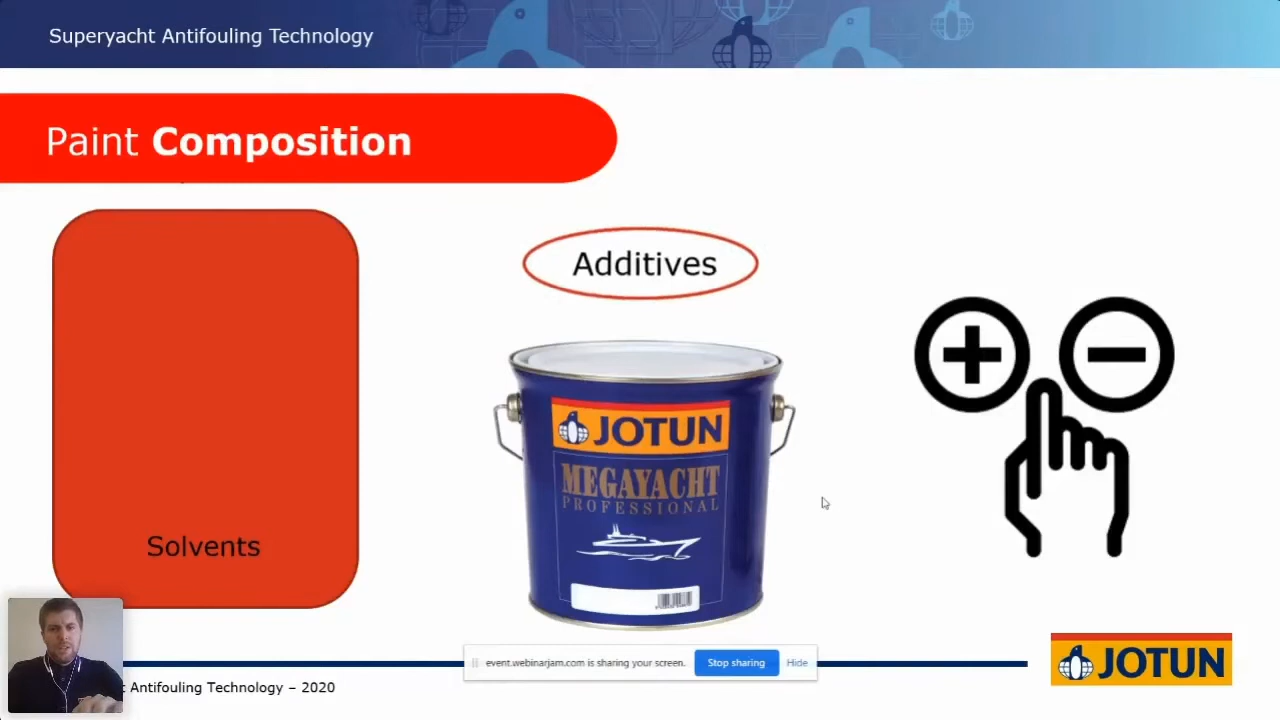 Superyacht Antifouling Technology
Paint Composition
Additives
JOTUN
MEGAYACHT
PROFESSIONAL
Solvents
event.webinarjam.com is sharing your screen. Stop sharing Hide
t Antifouling Technology – 2020
JOTUN